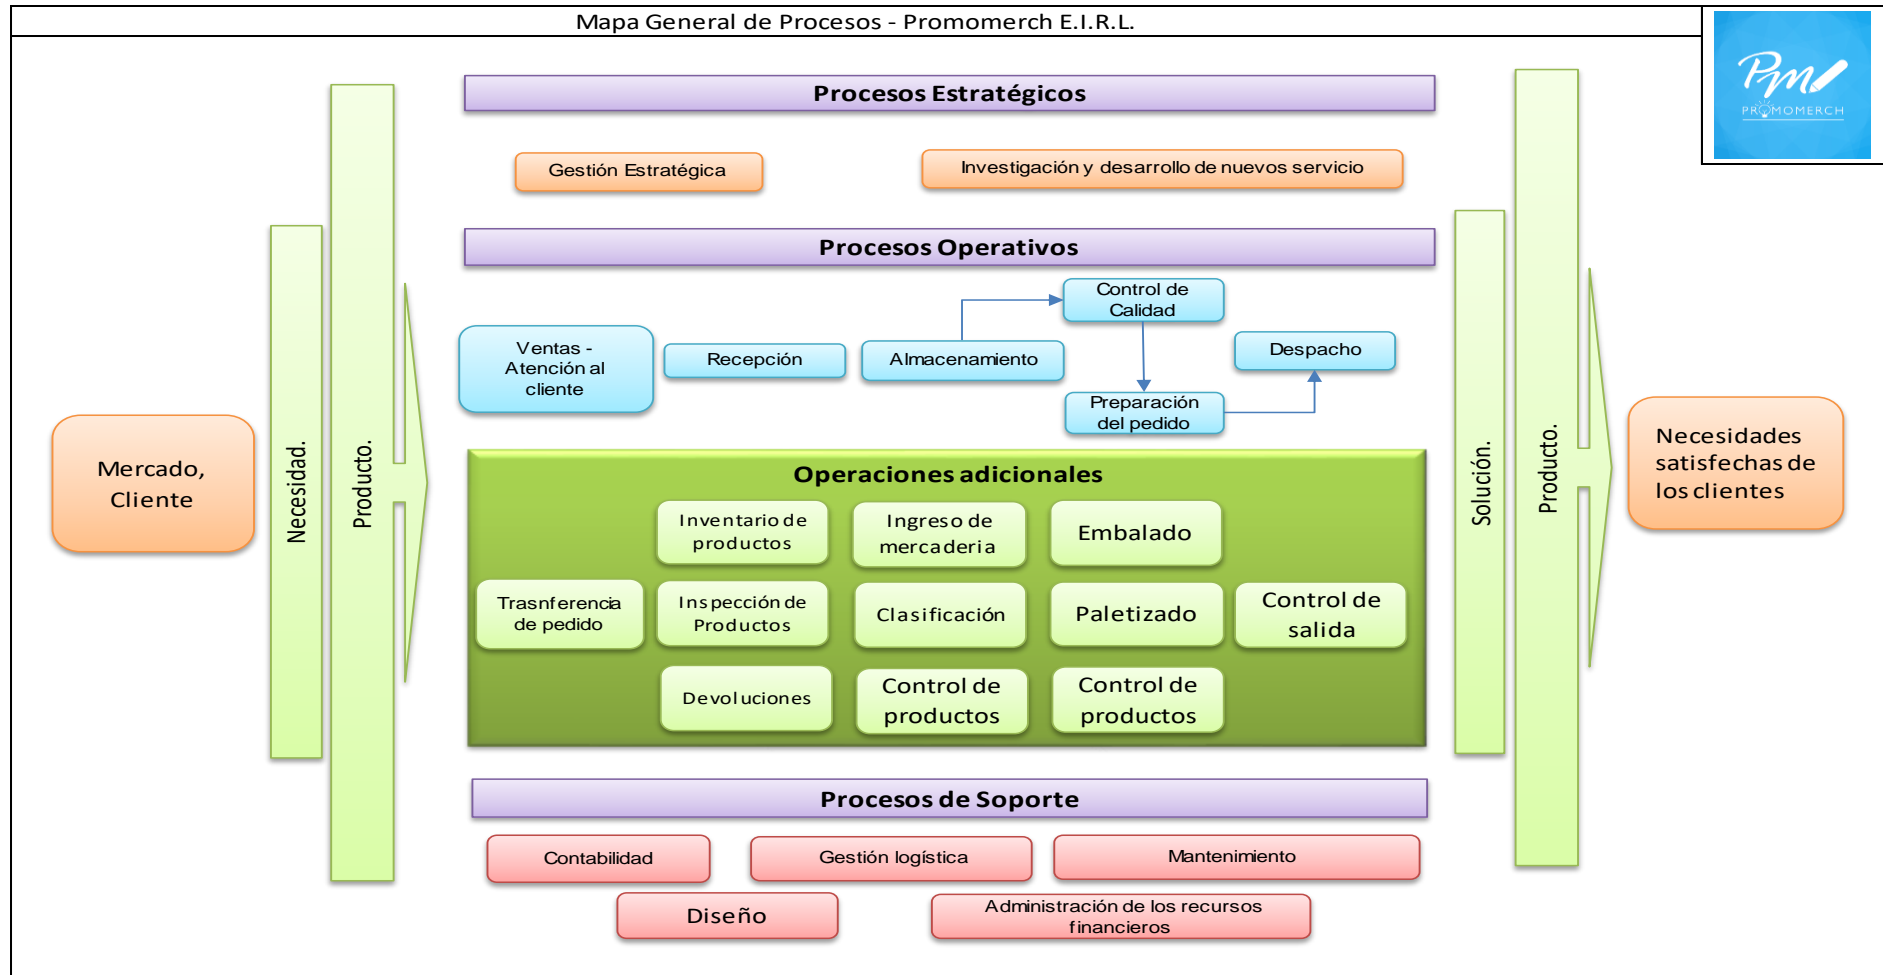 Mapa General de Procesos - Promomerch E.I.R.L.
Pm
PROMOMERCH
Procesos Estratégicos
Gestión Estratégica
Investigación y desarrollo de nuevos servicio
Procesos Operativos
Ventas -
Atención al
cliente
Recepción
Almacenamiento
Control de
Calidad
Preparación
del pedido
Despacho
Mercado,
Cliente
Necesidad.
Producto.
Operaciones adicionales
Inventario de
productos
Ingreso de
mercaderia
Embalado
Trasnferencia
de pedido
Inspección de
Productos
Clasificación
Paletizado
Control de
salida
Devoluciones
Control de
productos
Control de
productos
Solución.
Producto.
Necesidades
satisfechas de
los clientes
Procesos de Soporte
Contabilidad
Gestión logística
Mantenimiento
Diseño
Administración de los recursos
financieros